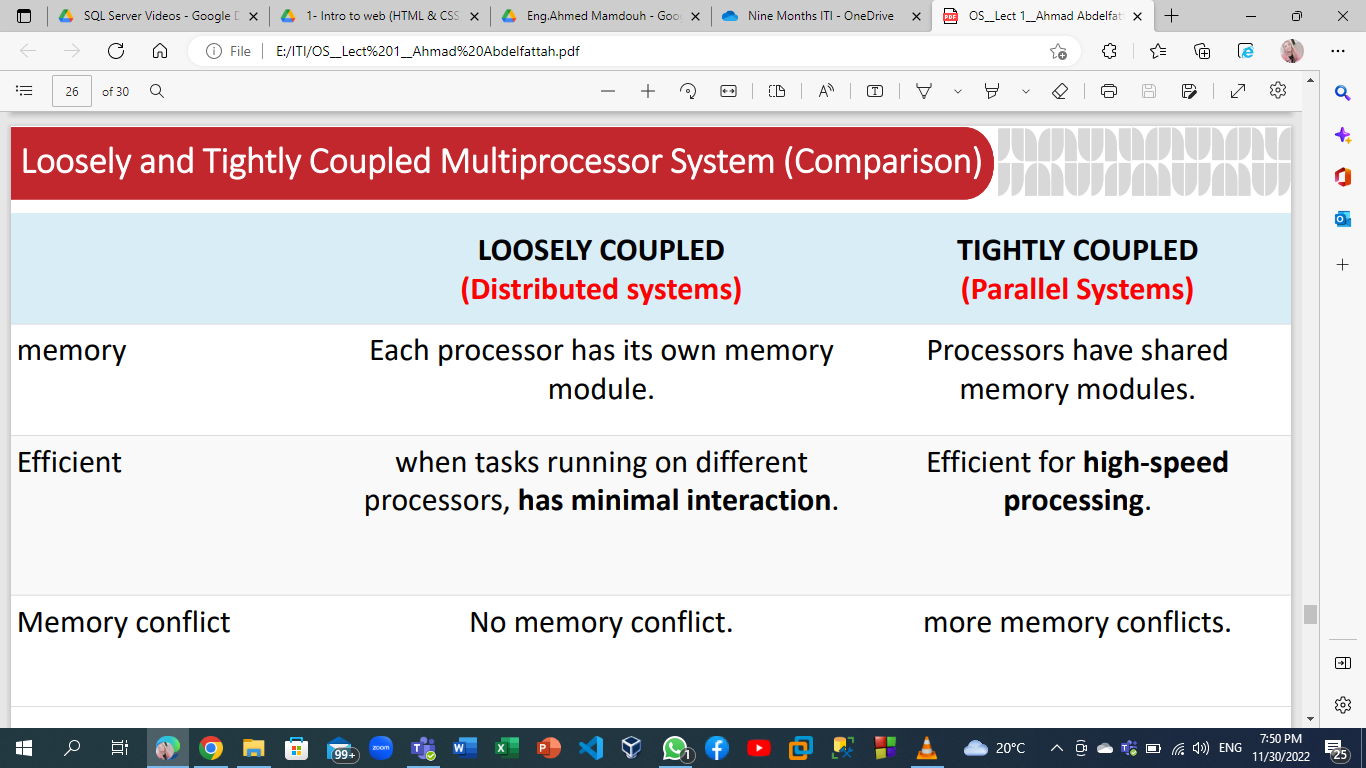 SQL Server Videos - Google D
1- Intro to web (HTML & CSS
Eng.Ahmed Mamdouh - Goo
Nine Months ITI - OneDrive
OS__Lect 1__Ahmad Abdelfat
File
E:/ITI/OS__Lect%201__Ahmad%20Abdelfattah.pdf
26 of 30
Loosely and Tightly Coupled Multiprocessor System (Comparison)
LOOSELY COUPLED
(Distributed systems)
TIGHTLY COUPLED
(Parallel Systems)
memory
Each processor has its own memory
module.
Processors have shared
memory modules.
Efficient
when tasks running on different
processors, has minimal interaction.
Efficient for high-speed
processing.
Memory conflict
No memory conflict.
more memory conflicts.
99+
zoom
1
20°C
ENG
7:50 PM
11/30/2022
25